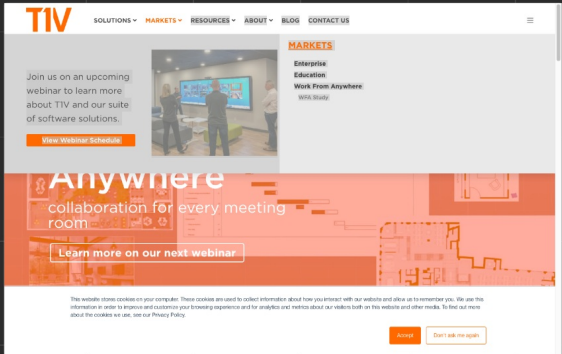 T1V
SOLUTIONS MARKETS RESOURCES ABOUT BLOG CONTACT US
MARKETS
Enterprise
Education
Work From Anywhere
WFA Study
Join us on an upcoming
webinar to learn more
about T1V and our suite
of software solutions.
View Webinar Schedule
Anywhere
collaboration for every meeting
room
Learn more on our next webinar
This website stores cookies on your computer. These cookies are used to collect information about how you interact with our website and allow us to remember you. We use this
information in order to improve and customize your browsing experience and for analytics and metrics about our visitors both on this website and other media. To find out more
about the cookies we use, see our Privacy Policy.
Accept Don't ask me again